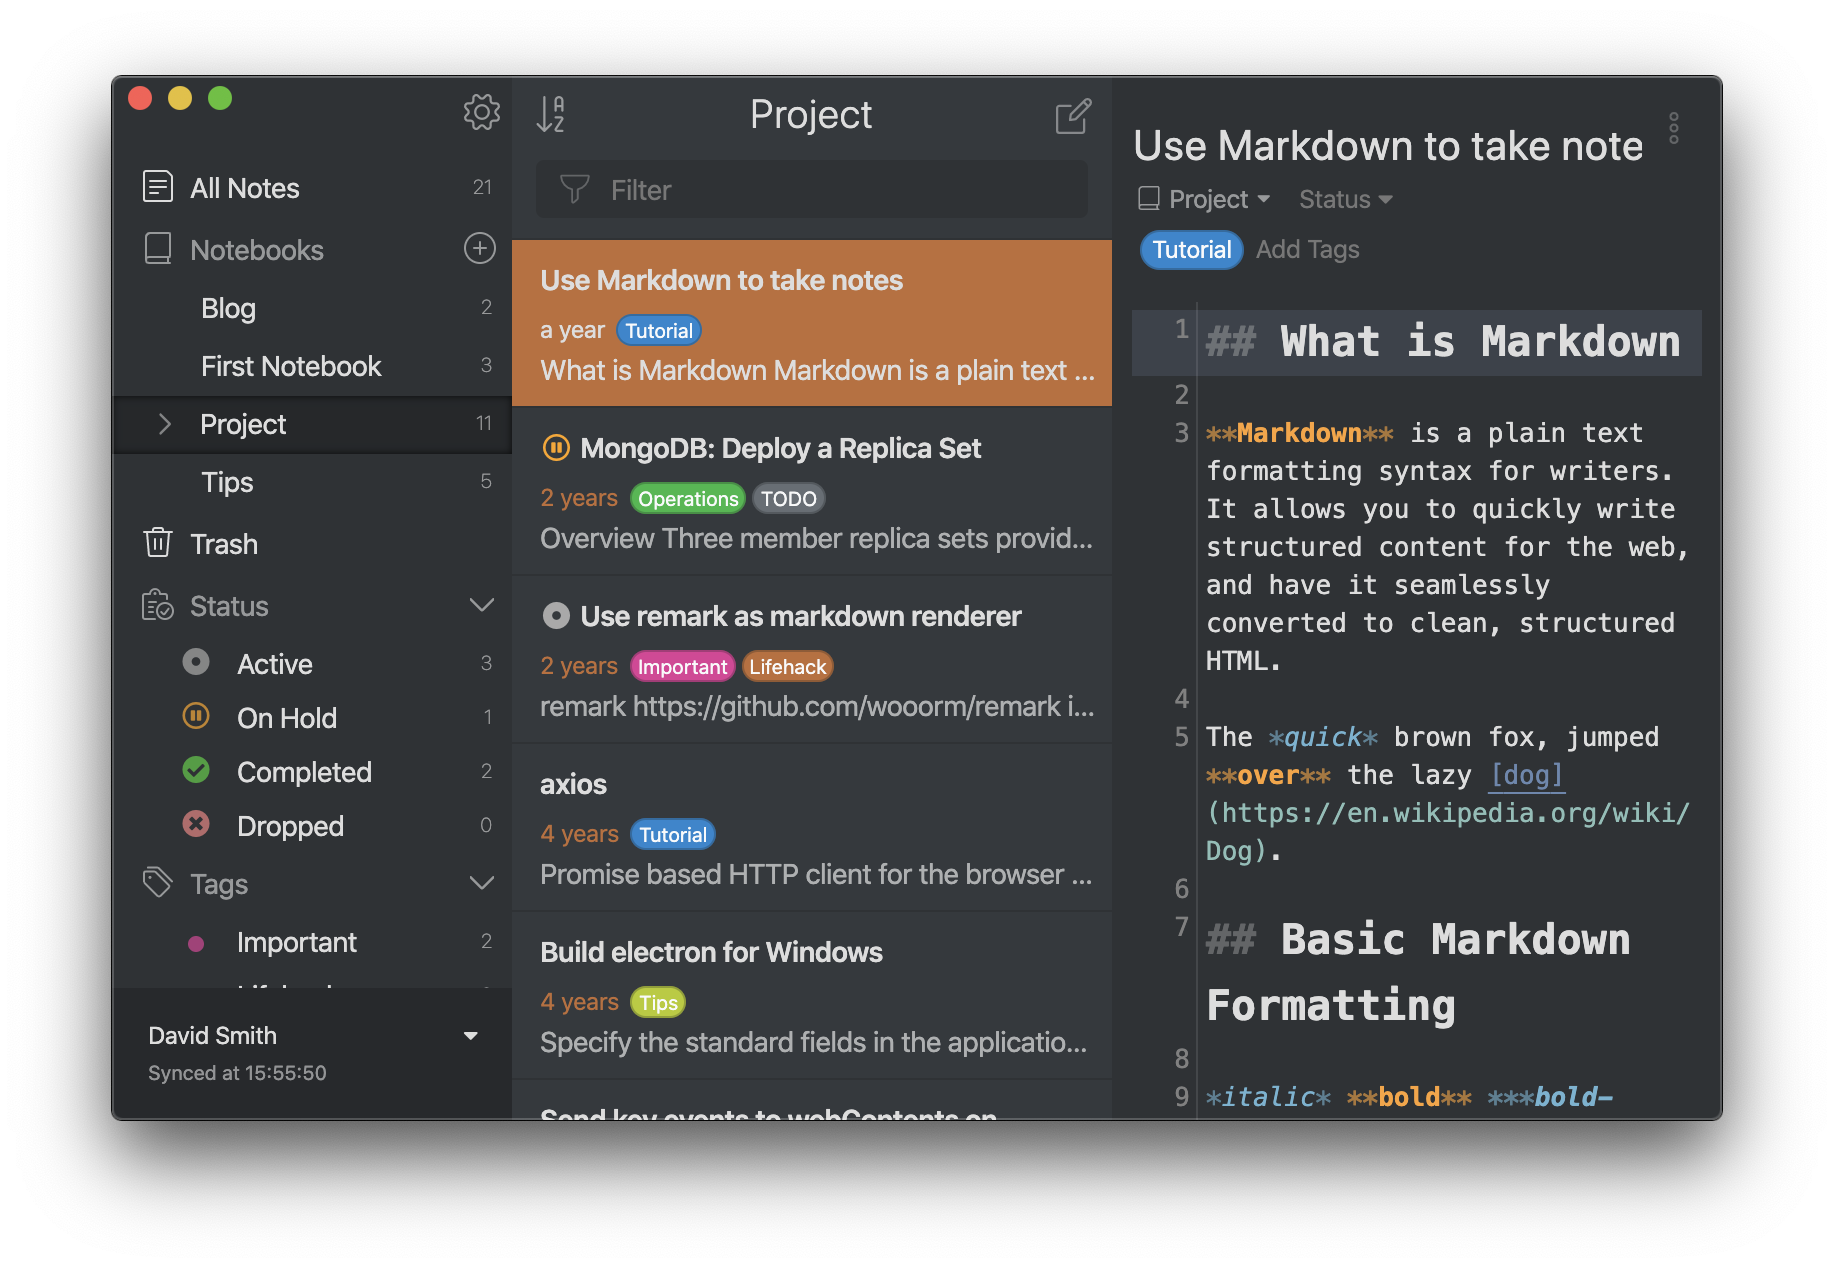 All Notes 21
Notebooks
Blog 2
First Notebook 3
Project 11
Tips 5
Trash
Status
Active 3
On Hold 1
Completed 2
Dropped 0
Tags
Important 2
David Smith
Synced at 15:55:50
A
Z
Project
Filter
Use Markdown to take notes
a year Tutorial
What is Markdown Markdown is a plain text ...
MongoDB: Deploy a Replica Set
2 years Operations TODO
Overview Three member replica sets provid...
Use remark as markdown renderer
2 years Important Lifehack
remark https://github.com/wooorm/remark i...
axios
4 years Tutorial
Promise based HTTP client for the browser ...
Build electron for Windows
4 years Tips
Specify the standard fields in the applicatio...
Send key events to webContents on
Use Markdown to take note
Project Status
Tutorial Add Tags
1 ## What is Markdown
2
3 **Markdown** is a plain text
formatting syntax for writers.
It allows you to quickly write
structured content for the web,
and have it seamlessly
converted to clean, structured
HTML.
4
5 The *quick* brown fox, jumped
**over** the lazy [dog]
(https://en.wikipedia.org/wiki/
Dog).
6
7 ## Basic Markdown
Formatting
8
9 *italic* **bold** ***bold-